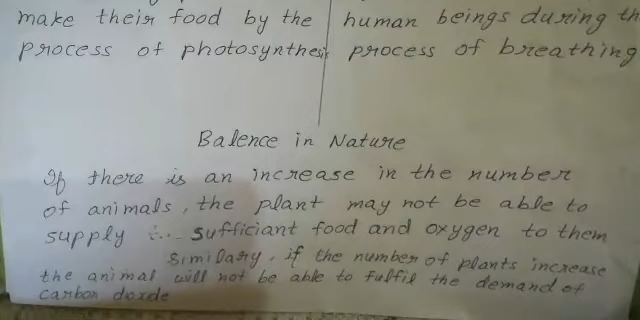 make their food by the
process of photosynthesis
human beings during th
process of breathing
Balence in Nature
If there is an increase in the number
of animals, the plant may not be able to
supply ... sufficiant food and oxygen to them
Similary, if the number of plants increase
the animal will not be able to fulfil the demand of
carbon doxde